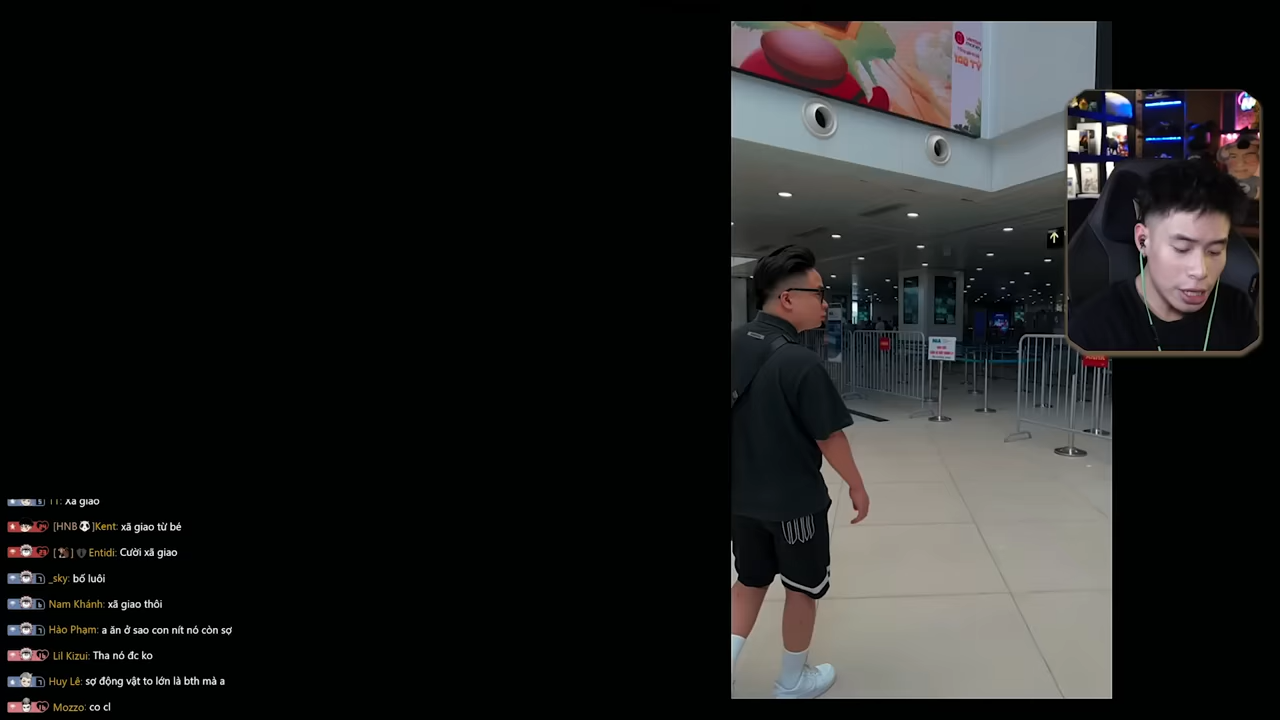 TT: Xã giao
[HNB]Kent: xã giao từ bé
[]Entidi: Cười xã giao
_sky: bố luôi
Nam Khánh: xã giao thôi
Hào Phạm: a ăn ở sao con nít nó còn sợ
Lil Kizui: Tha nó đc ko
Huy Lê: sợ động vật to lớn là bth mà a
Mozzo: co cl